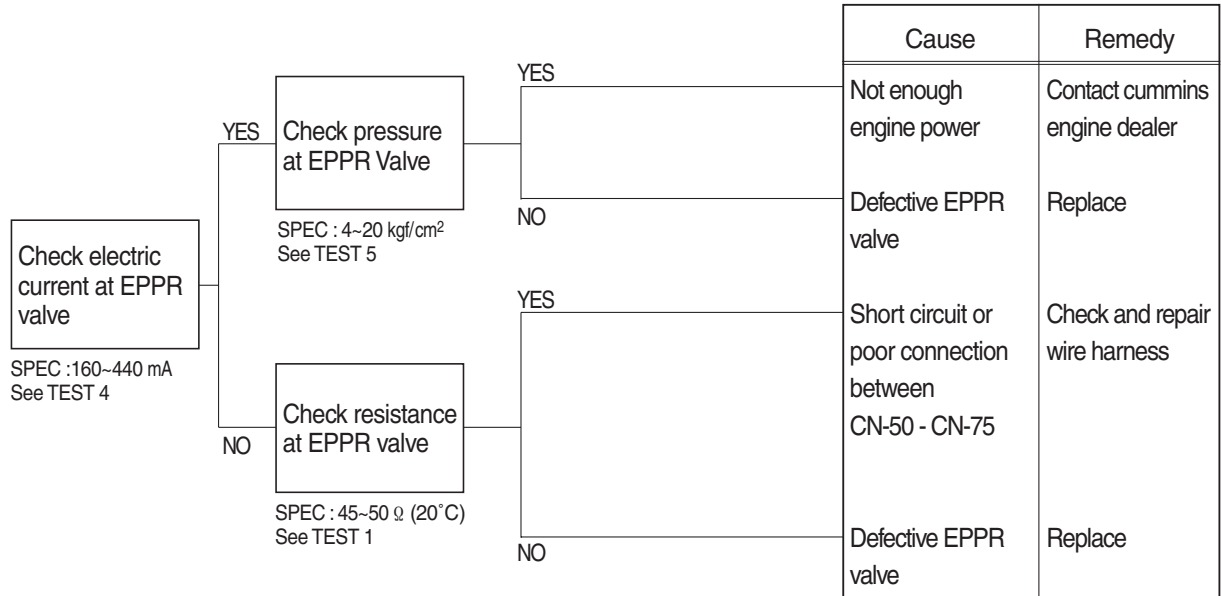 Cause
Remedy
YES
Not enough
engine power
Contact cummins
engine dealer
YES
Check pressure
at EPPR Valve
NO
Defective EPPR
valve
Replace
SPEC : 4~20 kgf/cm²
See TEST 5
Check electric
current at EPPR
valve
SPEC :160~440 mA
See TEST 4
YES
Short circuit or
poor connection
between
CN-50 - CN-75
Check and repair
wire harness
NO
Check resistance
at EPPR valve
SPEC : 45~50 Ω (20˚C)
See TEST 1
NO
Defective EPPR
valve
Replace